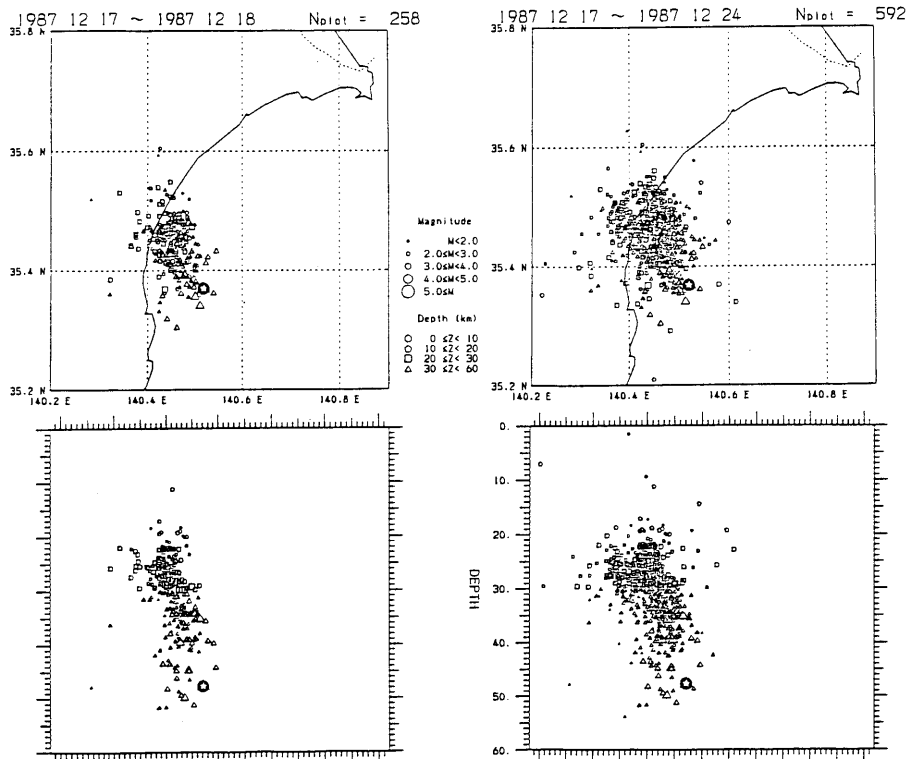 1987 12 17 ~ 1987 12 18 Nplot = 258
35.8 N
35.6 N
35.4 N
35.2 N
140.2 E 140.4 E 140.6 E 140.8 E
Magnitude
M<2.0
2.0≤M<3.0
3.0≤M<4.0
4.0≤M<5.0
5.0≤M
Depth (km)
0 ≤Z< 10
10 ≤Z< 20
20 ≤Z< 30
30 ≤Z< 60
1987 12 17 ~ 1987 12 24 Nplot = 592
35.8 N
35.6 N
35.4 N
35.2 N
140.2 E 140.4 E 140.6 E 140.8 E
DEPTH
0.
10.
20.
30.
40.
50.
60.